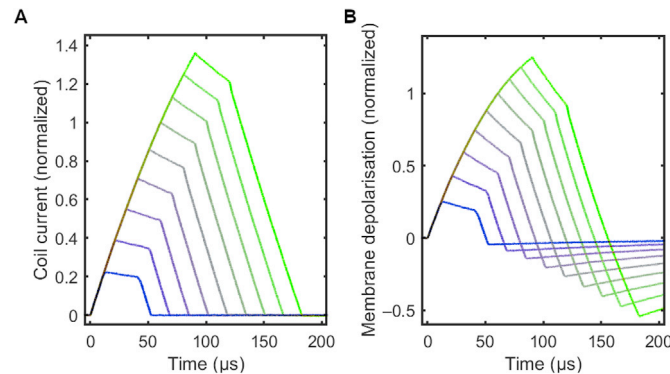 A
Coil current (normalized)
1.4
1.2
1
0.8
0.6
0.4
0.2
0
0 50 100 150 200
Time (µs)
B
Membrane depolarisation (normalized)
1
0.5
0
–0.5
0 50 100 150 200
Time (µs)